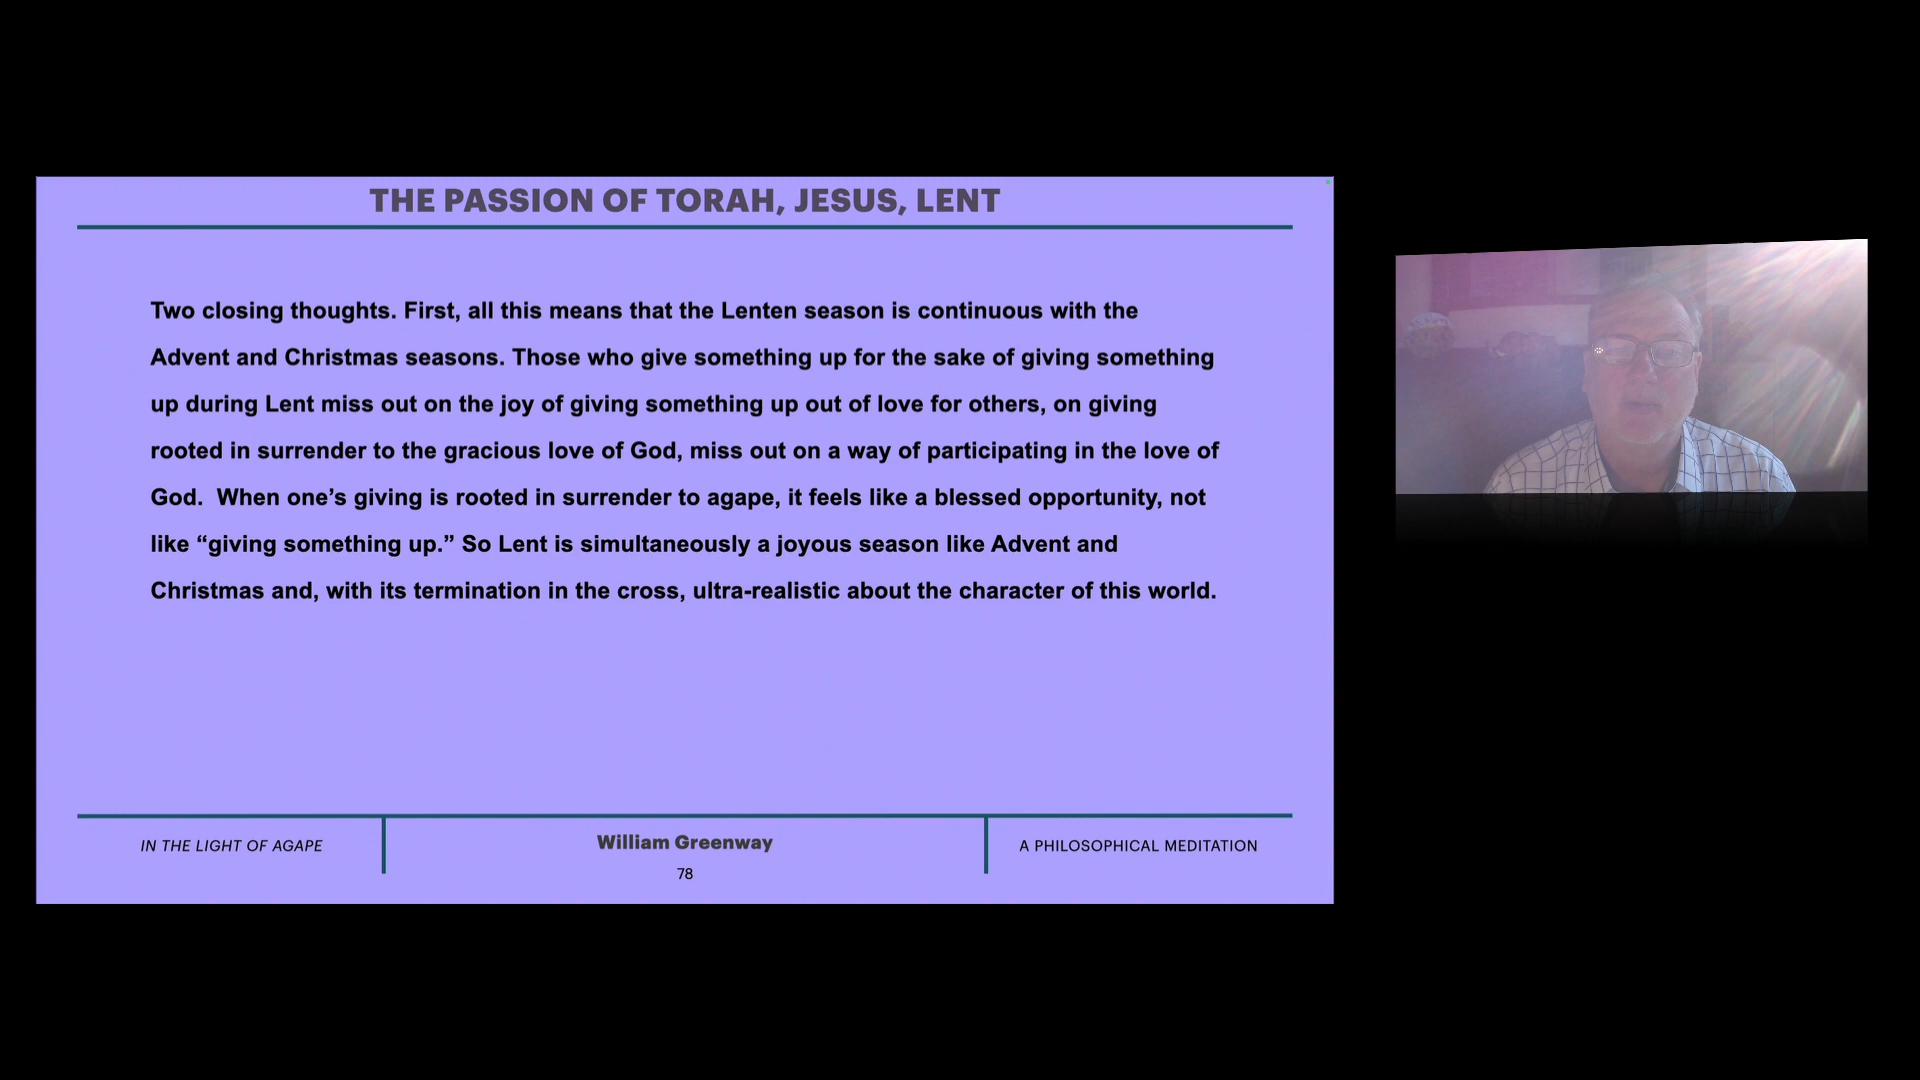 THE PASSION OF TORAH, JESUS, LENT
Two closing thoughts. First, all this means that the Lenten season is continuous with the
Advent and Christmas seasons. Those who give something up for the sake of giving something
up during Lent miss out on the joy of giving something up out of love for others, on giving
rooted in surrender to the gracious love of God, miss out on a way of participating in the love of
God.  When one’s giving is rooted in surrender to agape, it feels like a blessed opportunity, not
like “giving something up.” So Lent is simultaneously a joyous season like Advent and
Christmas and, with its termination in the cross, ultra-realistic about the character of this world.
IN THE LIGHT OF AGAPE
William Greenway
78
A PHILOSOPHICAL MEDITATION